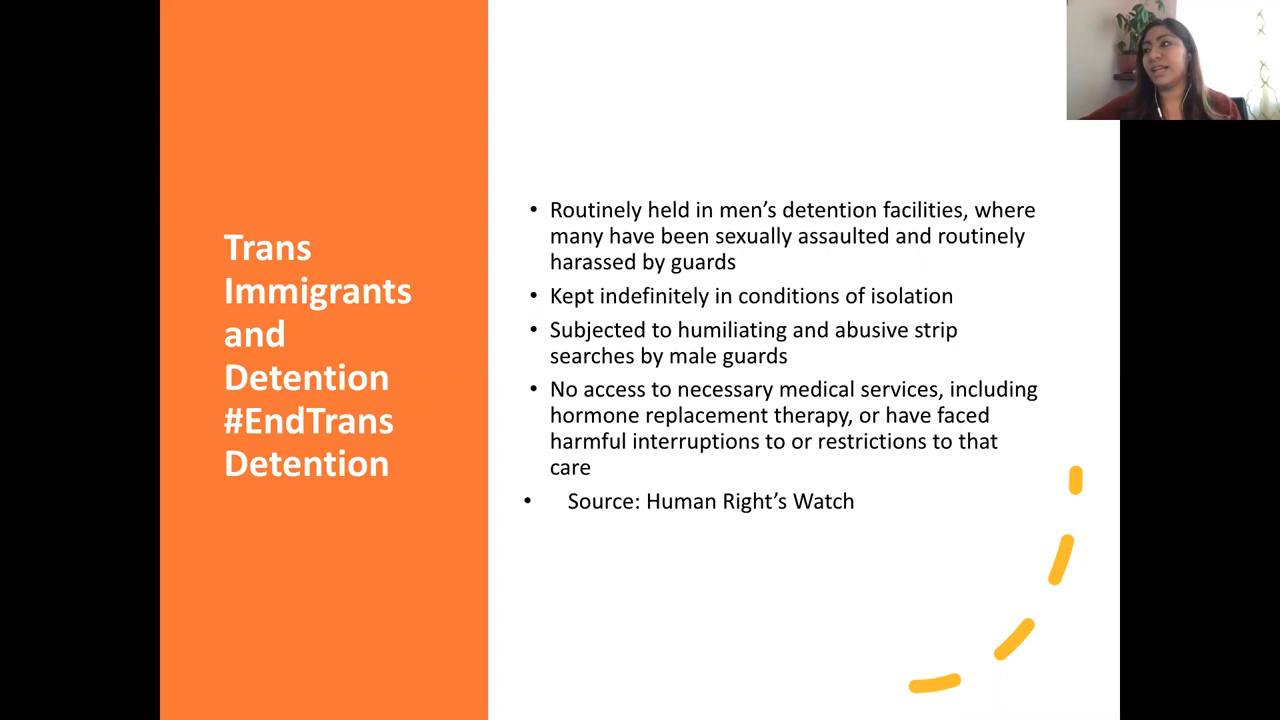 Trans
Immigrants
and
Detention
#EndTrans
Detention
• Routinely held in men’s detention facilities, where
many have been sexually assaulted and routinely
harassed by guards
• Kept indefinitely in conditions of isolation
• Subjected to humiliating and abusive strip
searches by male guards
• No access to necessary medical services, including
hormone replacement therapy, or have faced
harmful interruptions to or restrictions to that
care
• Source: Human Right’s Watch